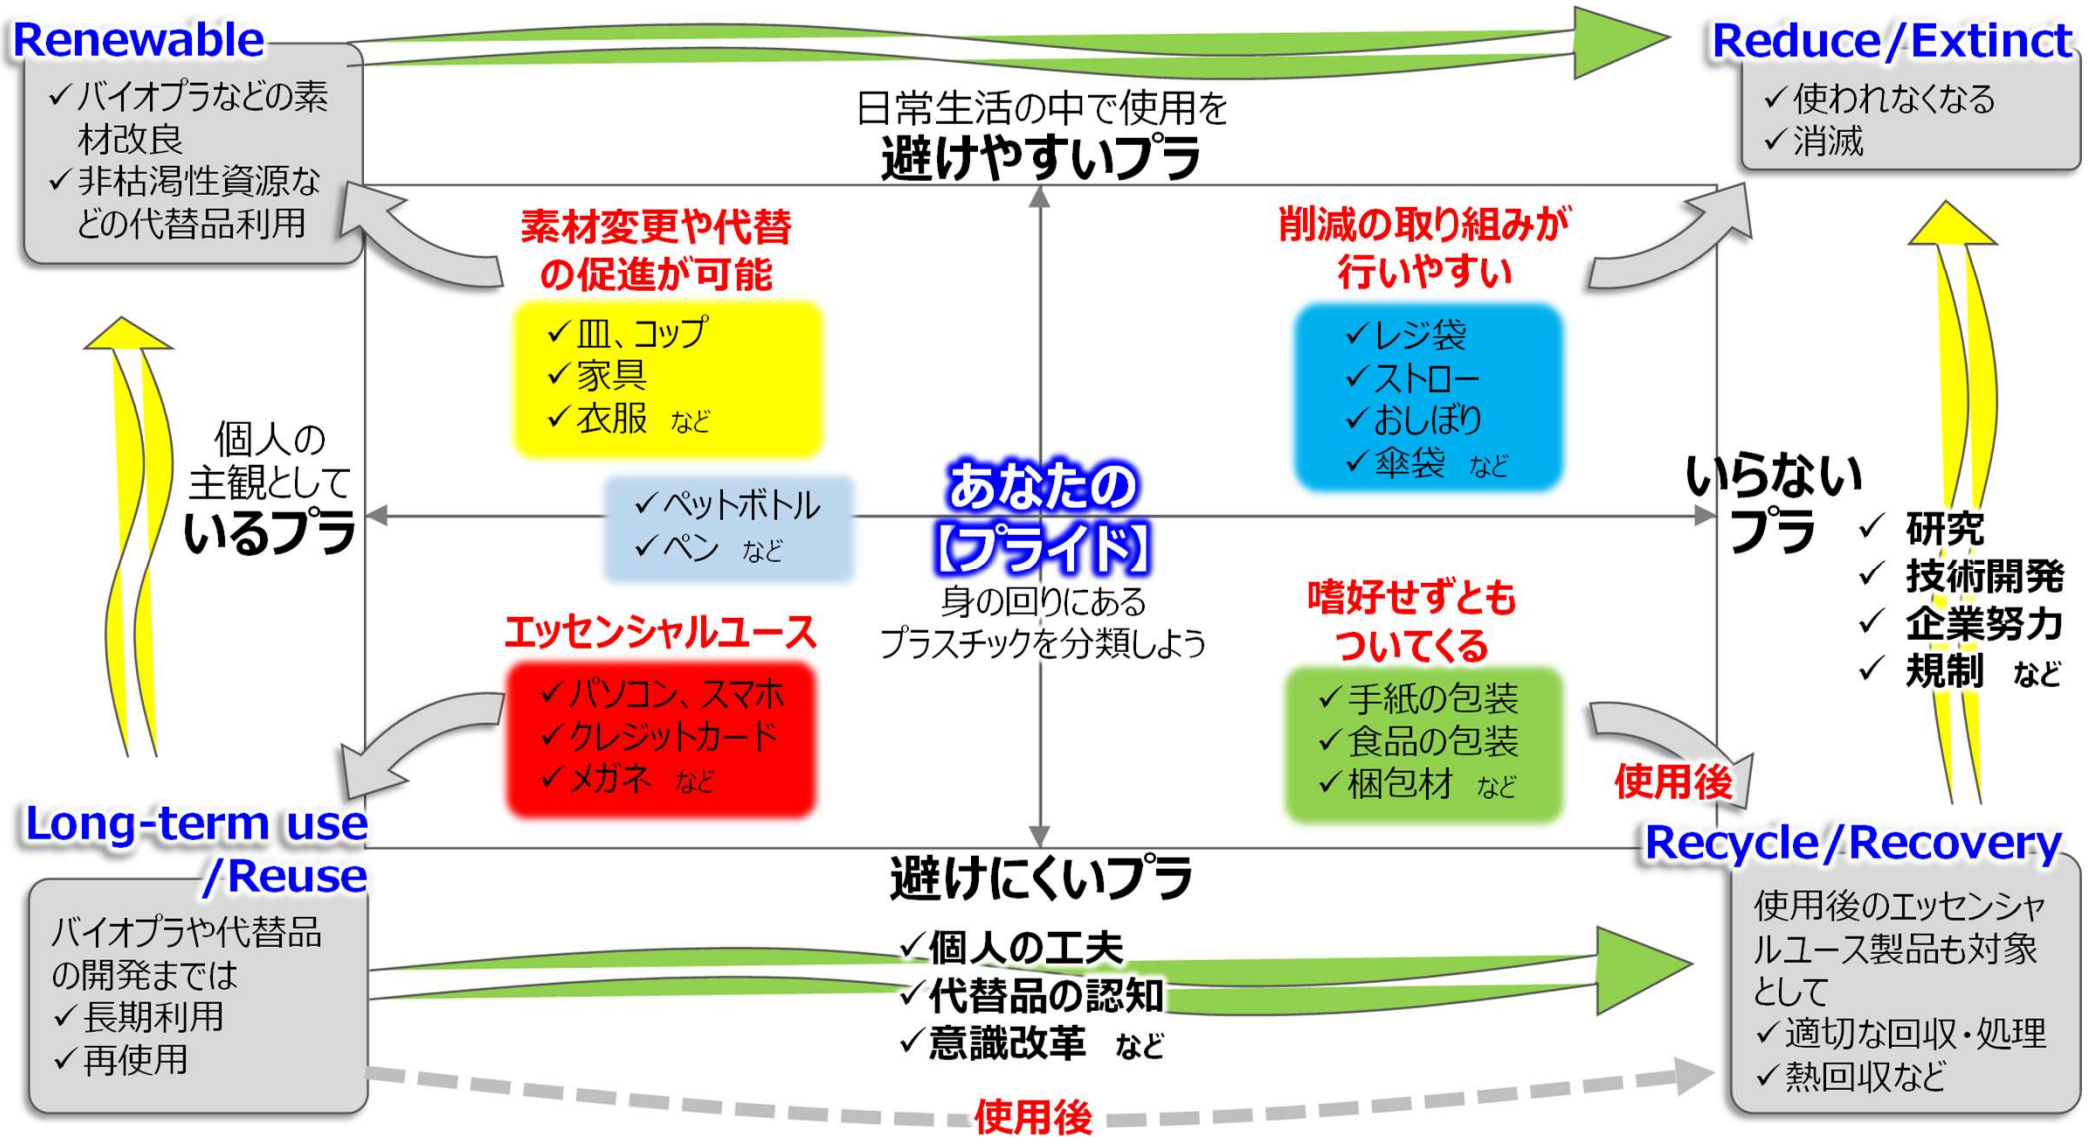 Renewable
✓バイオプラなどの素
材改良
✓非枯渇性資源な
どの代替品利用
日常生活の中で使用を
避けやすいプラ
Reduce/Extinct
✓使われなくなる
✓消滅
素材変更や代替
の促進が可能
✓皿、コップ
✓家具
✓衣服 など
削減の取り組みが
行いやすい
✓レジ袋
✓ストロー
✓おしぼり
✓傘袋 など
個人の
主観として
いるプラ
✓ペットボトル
✓ペン など
あなたの
【プライド】
身の回りにある
プラスチックを分類しよう
いらない
プラ
✓ 研究
✓ 技術開発
✓ 企業努力
✓ 規制 など
エッセンシャルユース
✓パソコン、スマホ
✓クレジットカード
✓メガネ など
嗜好せずとも
ついてくる
✓手紙の包装
✓食品の包装
✓梱包材 など
使用後
Long-term use
/Reuse
バイオプラや代替品
の開発までは
✓長期利用
✓再使用
避けにくいプラ
✓個人の工夫
✓代替品の認知
✓意識改革 など
使用後
Recycle/Recovery
使用後のエッセンシャ
ルユース製品も対象
として
✓適切な回収・処理
✓熱回収など